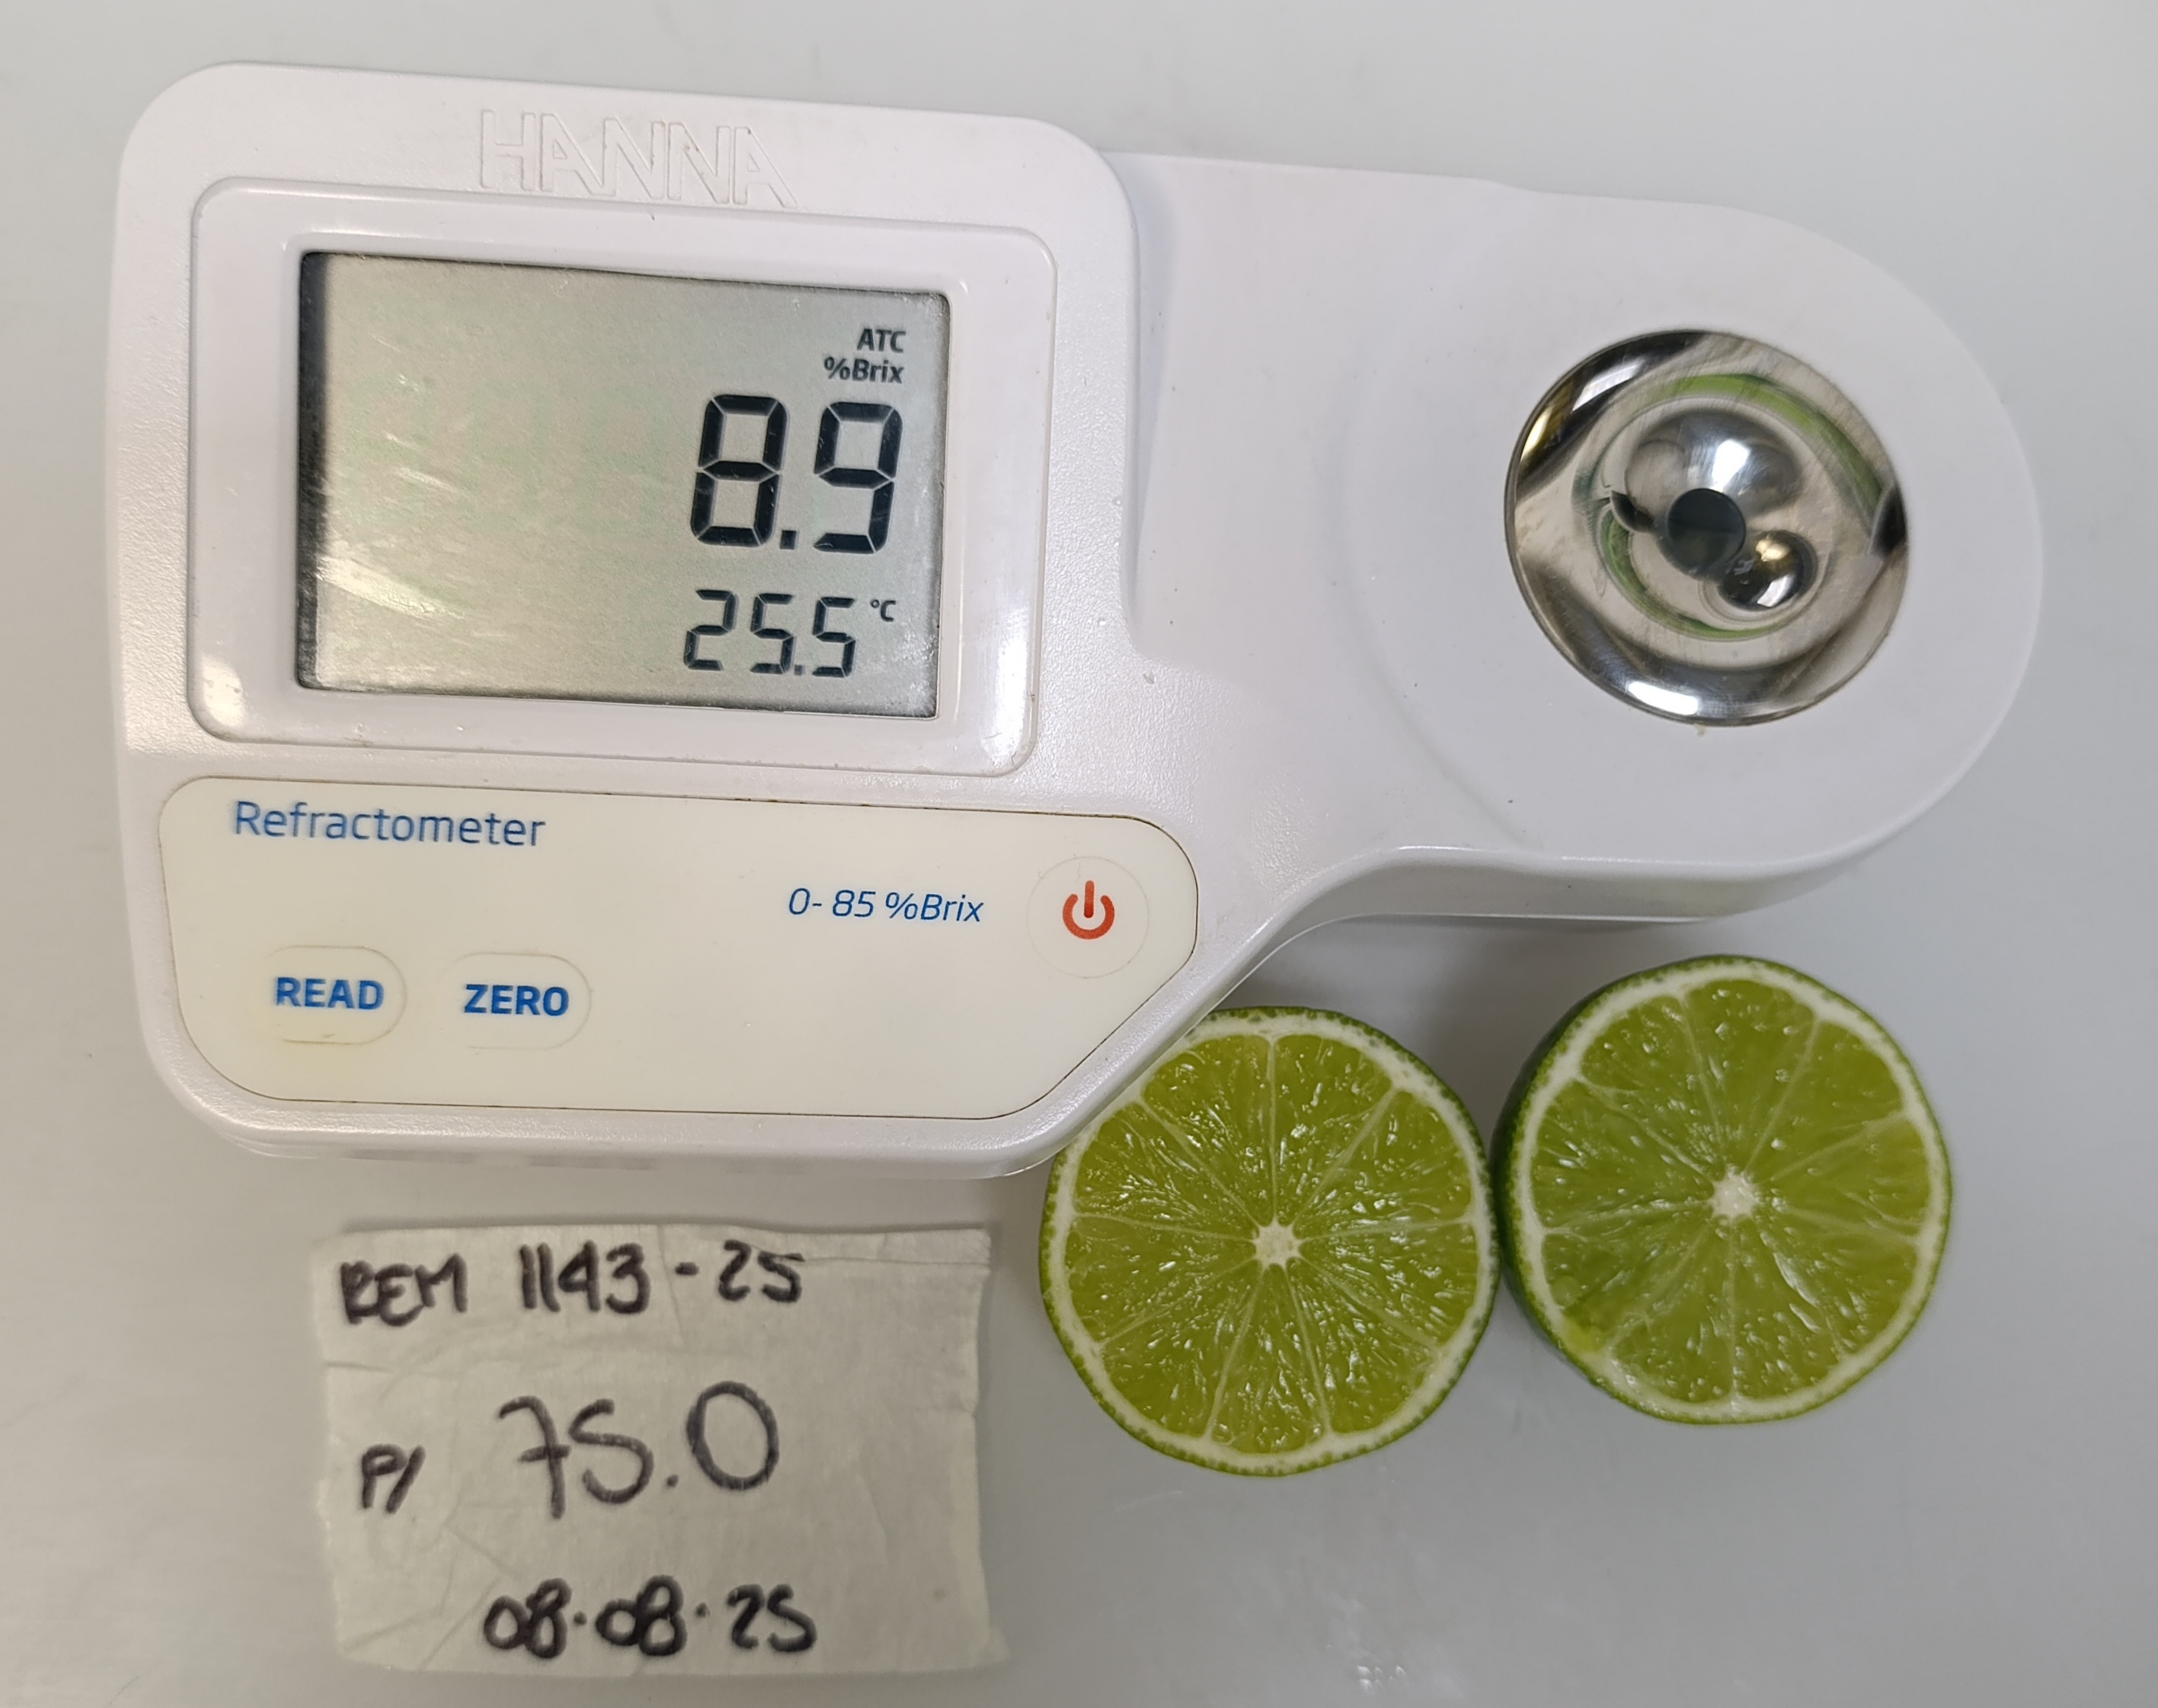 HANNA
ATC
%Brix
8.9
25.5 °C
Refractometer
0- 85 %Brix
READ
ZERO
REM 1143-25
P/ 75.0
08.08.25